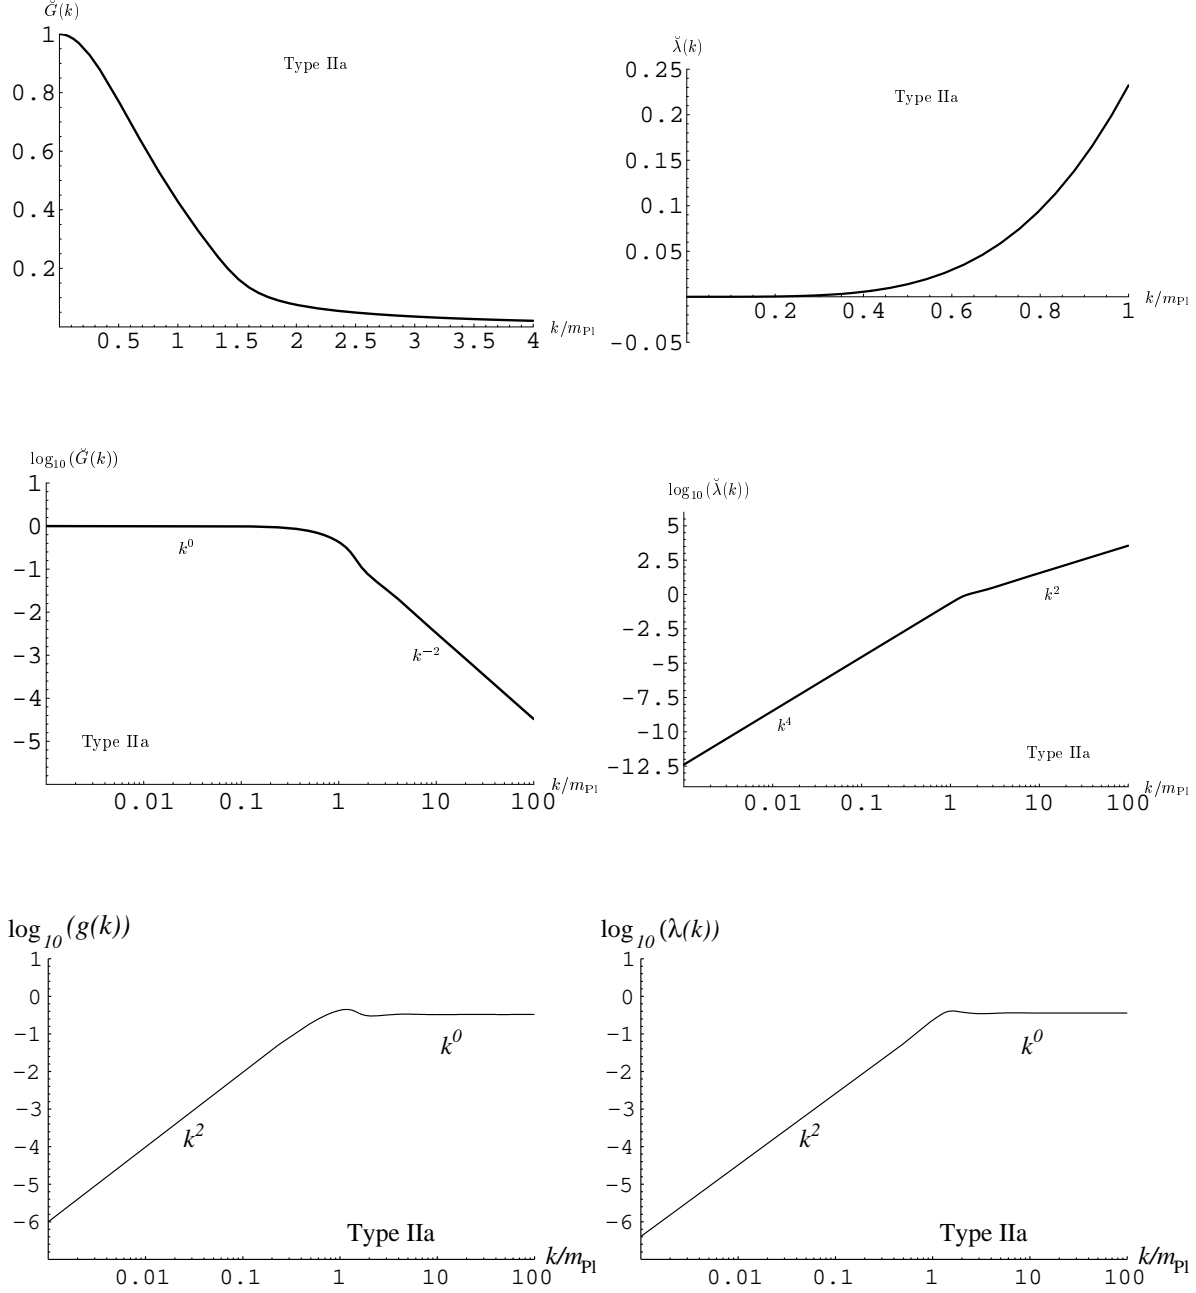 Ğ(k)
1
0.8
0.6
0.4
0.2
Type IIa
0.5 1 1.5 2 2.5 3 3.5 4
k/m_Pl
λ̆(k)
0.25
0.2
0.15
0.1
0.05
-0.05
Type IIa
0.2 0.4 0.6 0.8 1
k/m_Pl
log₁₀(Ğ(k))
1
0
-1
-2
-3
-4
-5
k⁰
k⁻²
Type IIa
0.01 0.1 1 10 100
k/m_Pl
log₁₀(λ̆(k))
5
2.5
0
-2.5
-5
-7.5
-10
-12.5
k²
k⁴
Type IIa
0.01 0.1 1 10 100
k/m_Pl
log₁₀(g(k))
1
0
-1
-2
-3
-4
-5
-6
k⁰
k²
Type IIa
0.01 0.1 1 10 100
k/m_Pl
log₁₀(λ(k))
1
0
-1
-2
-3
-4
-5
-6
k⁰
k²
Type IIa
0.01 0.1 1 10 100
k/m_Pl